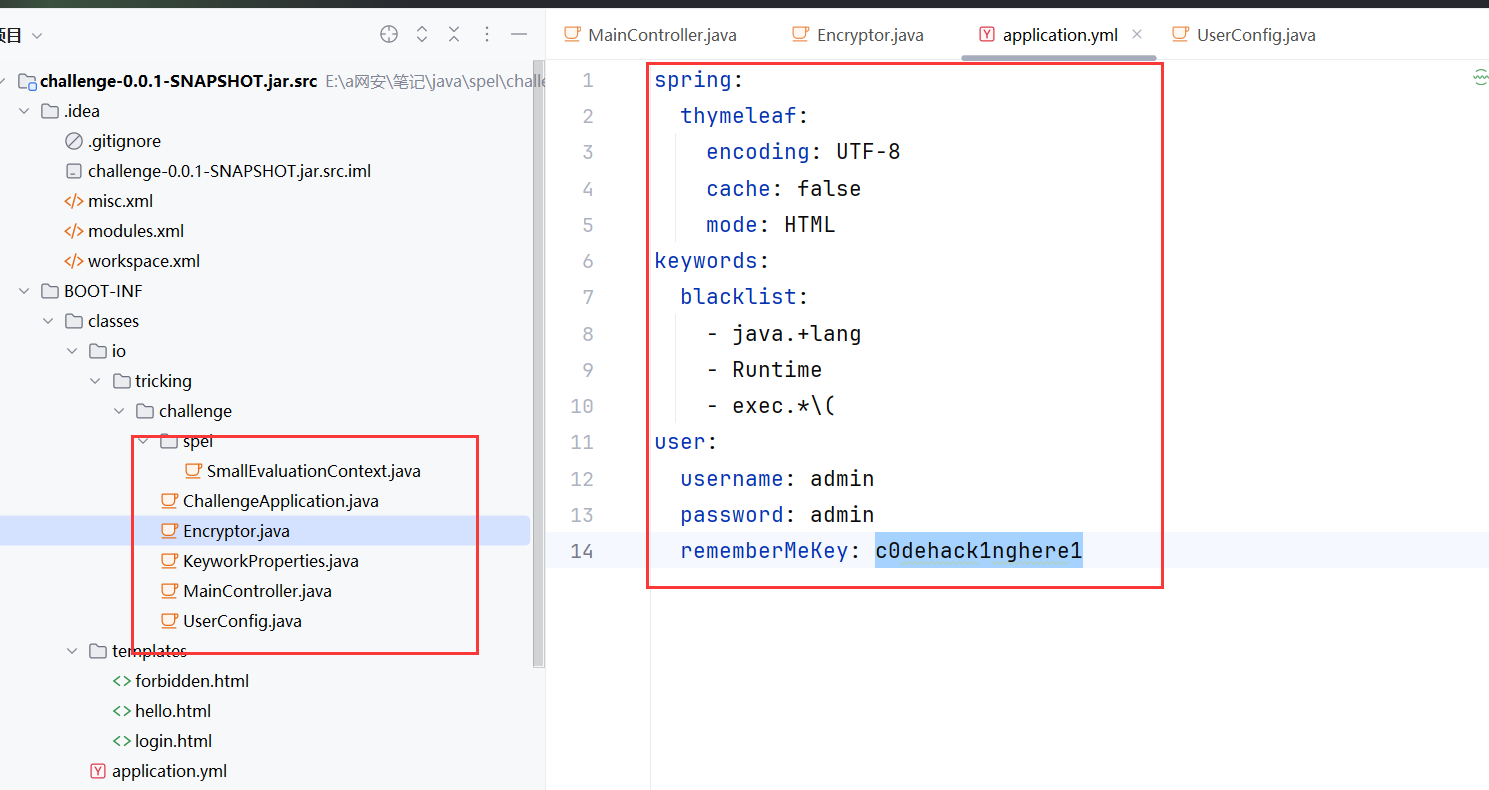 项目
challenge-0.0.1-SNAPSHOT.jar.src E:\a网安\笔记\java\spel\challe
.idea
.gitignore
challenge-0.0.1-SNAPSHOT.jar.src.iml
misc.xml
modules.xml
workspace.xml
BOOT-INF
classes
io
tricking
challenge
spel
SmallEvaluationContext.java
ChallengeApplication.java
Encryptor.java
KeyworkProperties.java
MainController.java
UserConfig.java
templates
forbidden.html
hello.html
login.html
application.yml
MainController.java Encryptor.java application.yml UserConfig.java
1 spring:
2 thymeleaf:
3 encoding: UTF-8
4 cache: false
5 mode: HTML
6 keywords:
7 blacklist:
8 - java.+lang
9 - Runtime
10 - exec.*\(
11 user:
12 username: admin
13 password: admin
14 rememberMeKey: c0dehack1nghere1